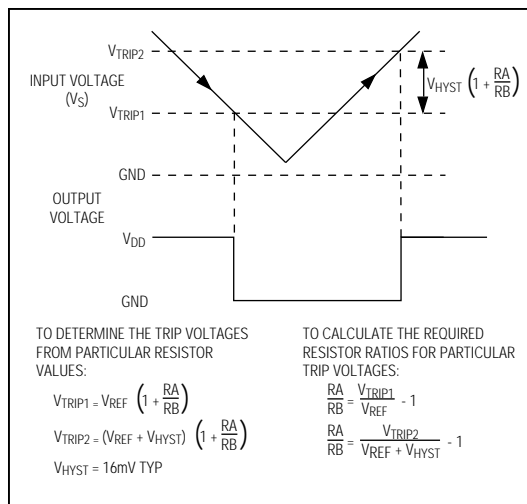 VTRIP2
INPUT VOLTAGE
(VS)
VTRIP1
VHYST (1 + RA/RB)
GND
OUTPUT
VOLTAGE
VDD
GND
TO DETERMINE THE TRIP VOLTAGES
FROM PARTICULAR RESISTOR
VALUES:
VTRIP1 = VREF (1 + RA/RB)
VTRIP2 = (VREF + VHYST) (1 + RA/RB)
VHYST = 16mV TYP
TO CALCULATE THE REQUIRED
RESISTOR RATIOS FOR PARTICULAR
TRIP VOLTAGES:
RA/RB = VTRIP1/VREF - 1
RA/RB = VTRIP2/VREF + VHYST - 1